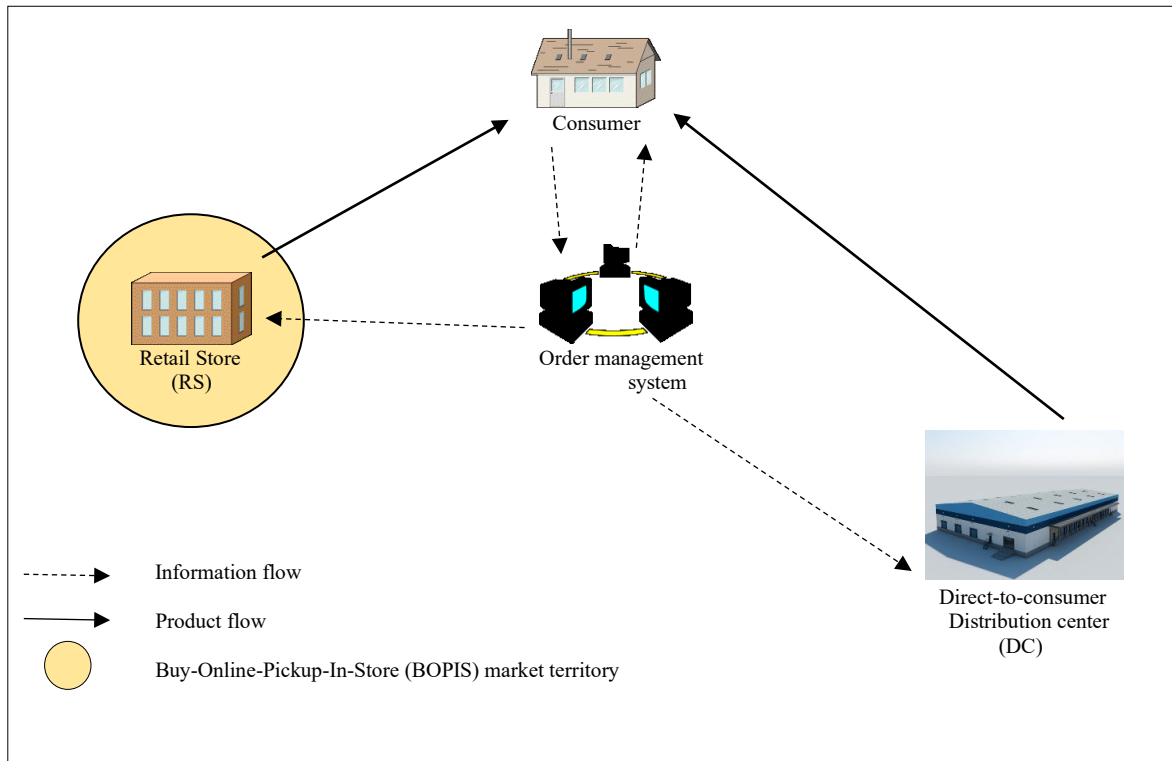 Consumer
Retail Store
(RS)
Order management
system
Direct-to-consumer
Distribution center
(DC)
Information flow
Product flow
Buy-Online-Pickup-In-Store (BOPIS) market territory